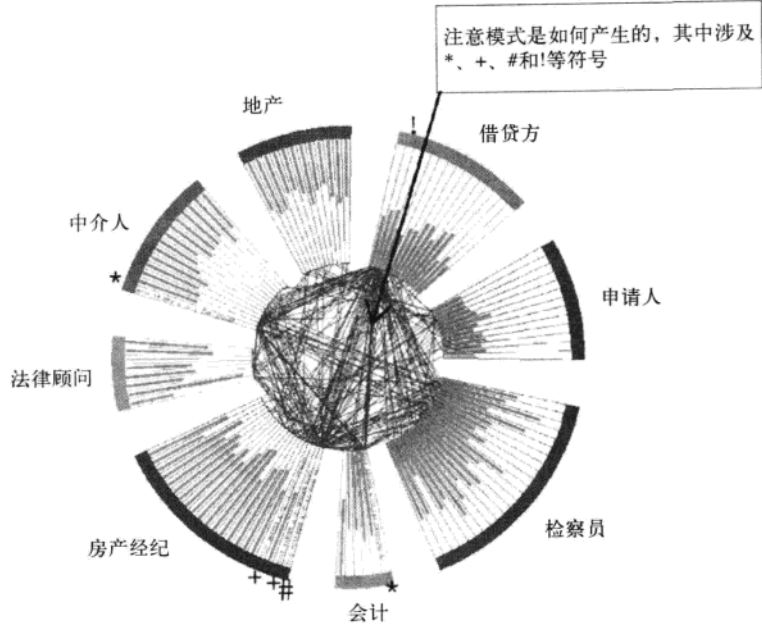 注意模式是如何产生的，其中涉及
*、+、#和!等符号
地产
!
借贷方
中介人
*
申请人
法律顾问
检察员
房产经纪
+ +
#
*
会计